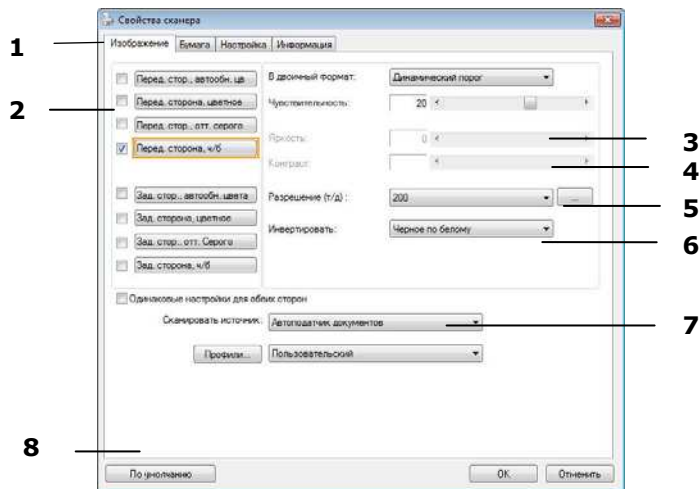 Свойства сканера
1
Изображение Бумага Настройка Информация
2
Перед. стор., автообн. цв
В двоичный формат: Динамический порог
Перед. сторона, цветное
Чувствительность: 20
Перед. стор., отт. серого
Яркость: 0
3
Перед. сторона, ч/б
Контраст:
4
Зад. стор., автообн. цвета
Разрешение (т/д) : 200 ...
5
Зад. сторона, цветное
Инвертировать: Черное по белому
6
Зад. стор., отт. Серого
Зад. сторона, ч/б
Одинаковые настройки для обеих сторон
Сканировать источник: Автоподатчик документов
7
Профили... Пользовательский
8
По умолчанию OK Отменить